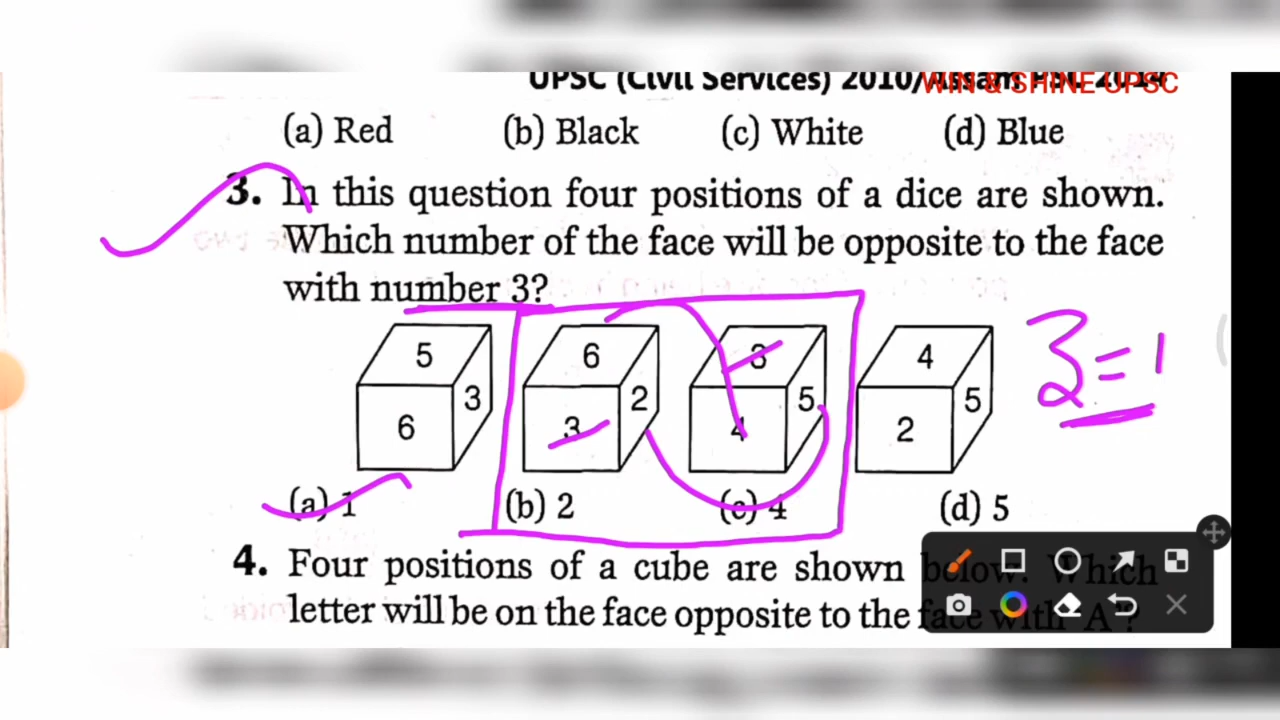 UPSC (Civil Services) 2010/
WIN & SHINE UPSC
(a) Red (b) Black (c) White (d) Blue
3. In this question four positions of a dice are shown.
Which number of the face will be opposite to the face
with number 3?
5 6 3 4
3 2 5 5
6 3 4 2
3 = 1
(a) 1 (b) 2 (c) 4 (d) 5
4. Four positions of a cube are shown below. Which
letter will be on the face opposite to the face with 'A'?